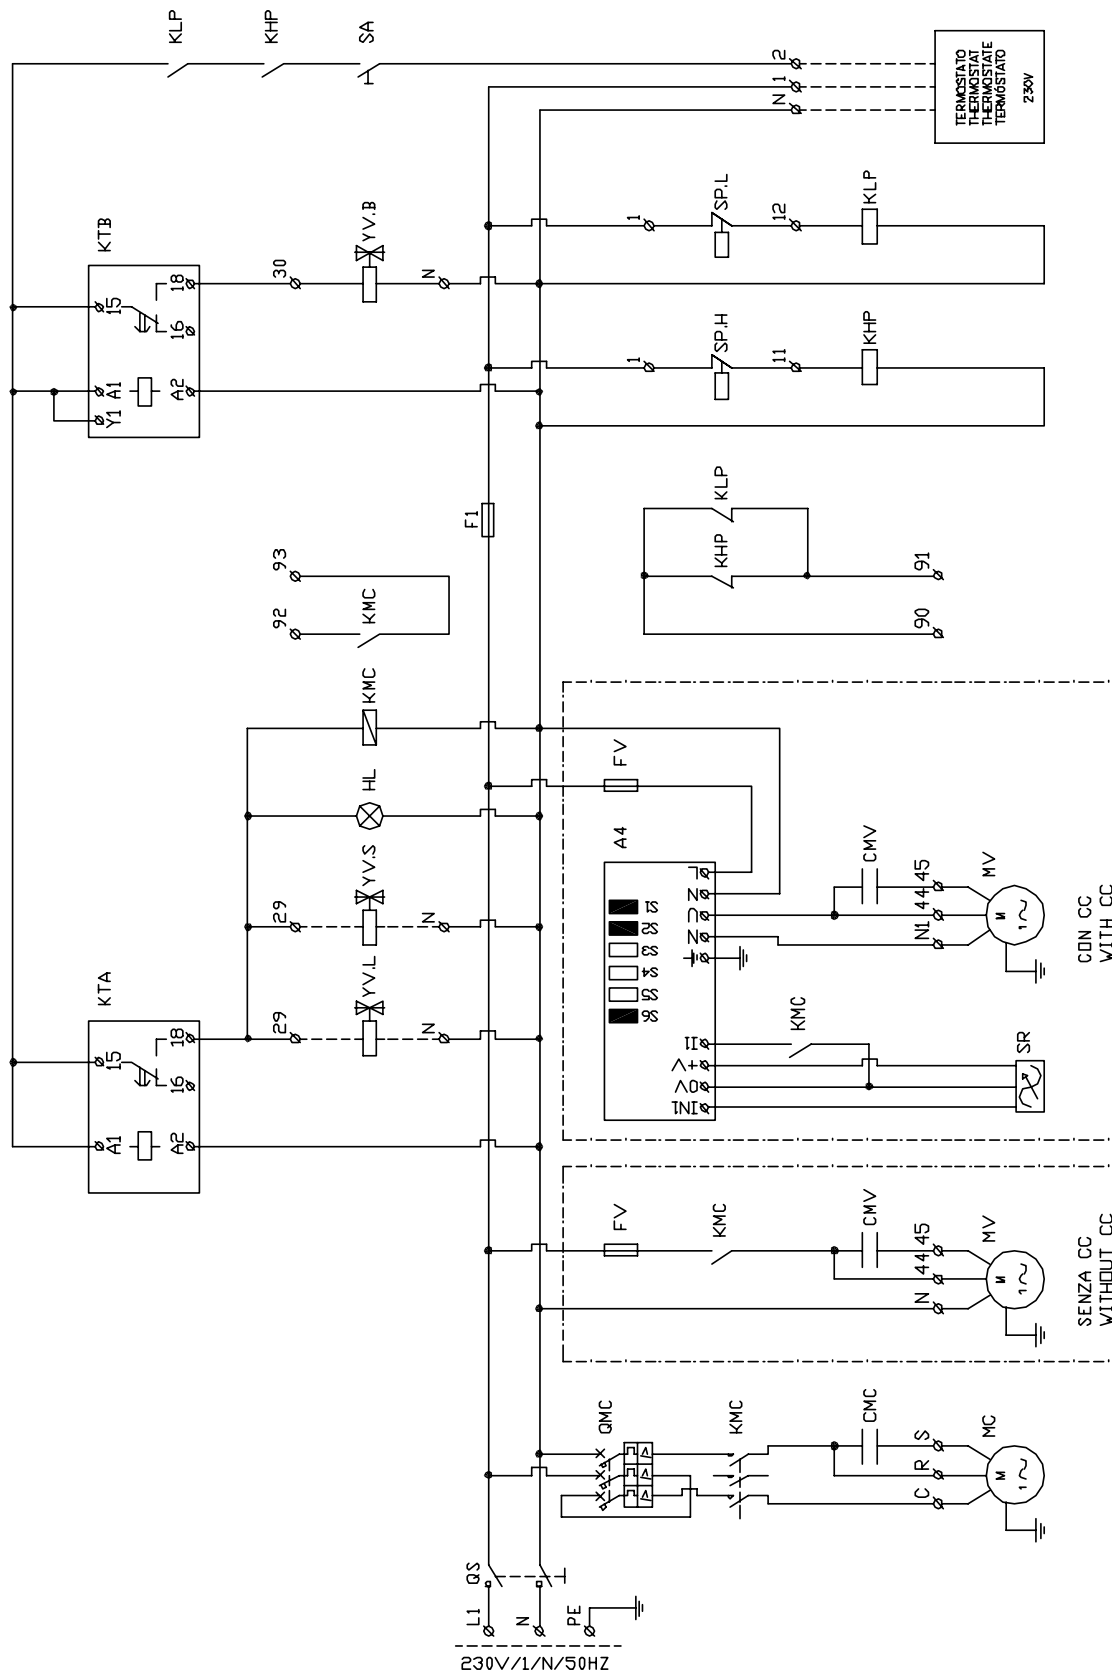 KLP
KHP
SA
2
1
N
TERMOSTATO
THERMOSTAT
THERMOSTATE
TERMÓSTATO
230V
KTB
15
18
16
A1
A2
Y1
30
YV.B
N
1
SP.L
12
KLP
1
SP.H
11
KHP
F1
93
92
KMC
KLP
KHP
91
90
KMC
HL
YV.S
29
N
YV.L
29
N
KTA
15
18
16
A1
A2
FV
A4
L
N
U
N
S1
S2
S3
S4
S5
S6
I1
+V
0V
IN1
CMV
45
44
N1
MV
M
1
CON CC
WITH CC
KMC
SR
FV
KMC
CMV
45
44
N
MV
M
1
SENZA CC
WITHOUT CC
QMC
KMC
CMC
S
R
C
MC
M
1
QS
L1
N
PE
230V/1/N/50HZ